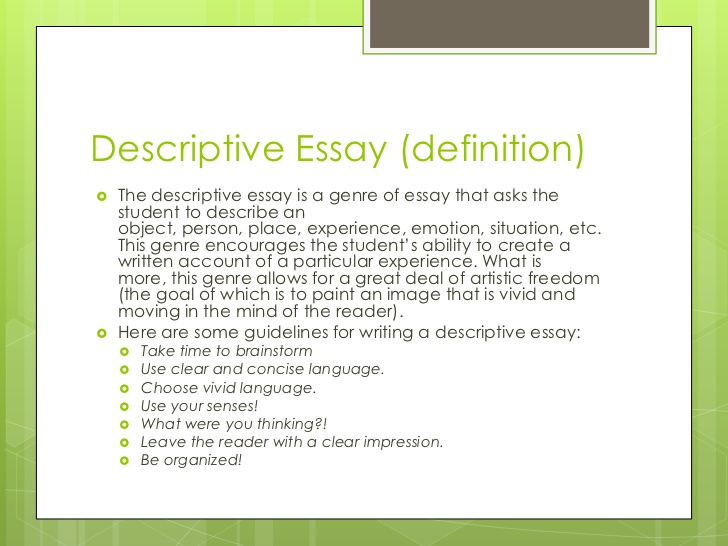 Descriptive Essay (definition)
The descriptive essay is a genre of essay that asks the
student to describe an
object, person, place, experience, emotion, situation, etc.
This genre encourages the student’s ability to create a
written account of a particular experience. What is
more, this genre allows for a great deal of artistic freedom
(the goal of which is to paint an image that is vivid and
moving in the mind of the reader).
Here are some guidelines for writing a descriptive essay:
Take time to brainstorm
Use clear and concise language.
Choose vivid language.
Use your senses!
What were you thinking?!
Leave the reader with a clear impression.
Be organized!